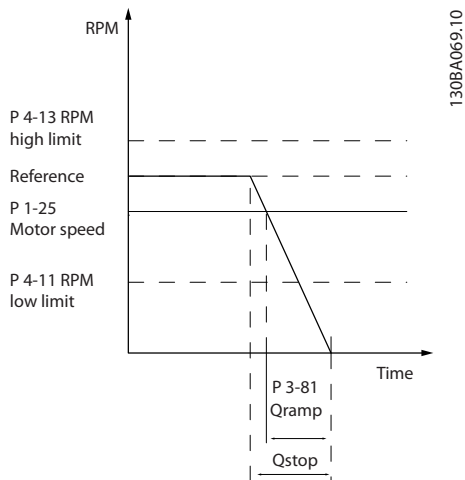 RPM
130BA069.10
P 4-13 RPM
high limit
Reference
P 1-25
Motor speed
P 4-11 RPM
low limit
Time
P 3-81
Qramp
Qstop